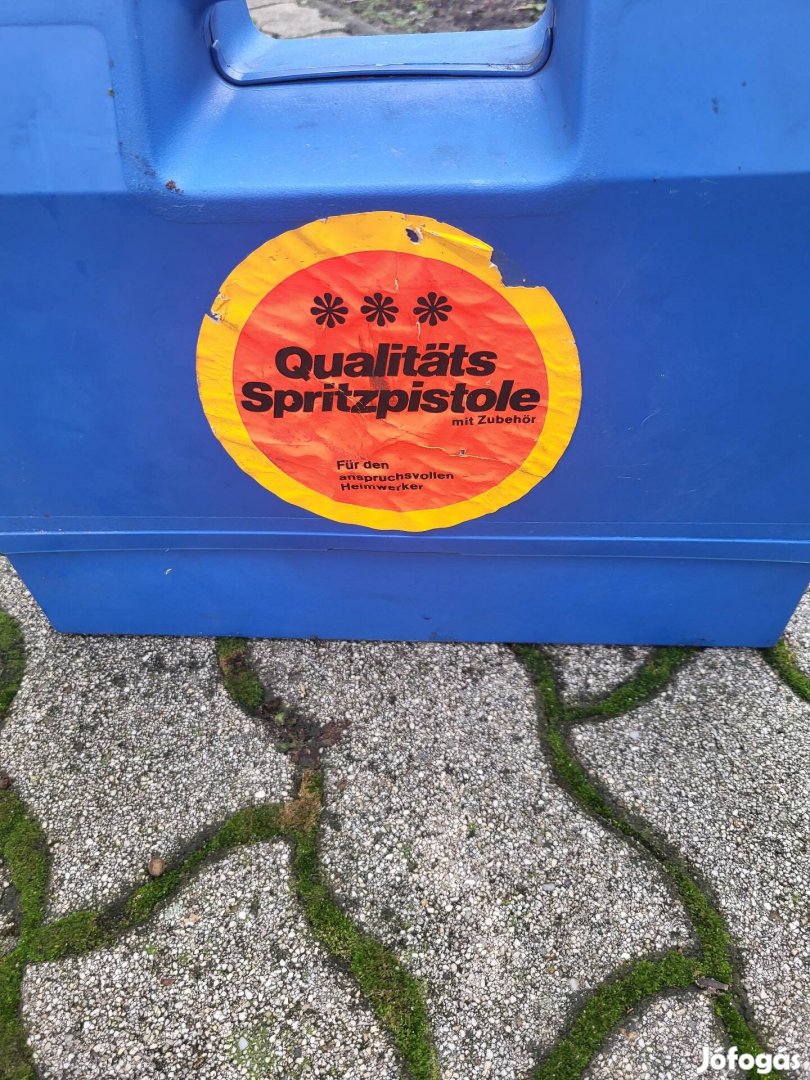 Qualitäts
Spritzpistole
mit Zubehör
Für den
anspruchsvollen
Heimwerker
Jófogás